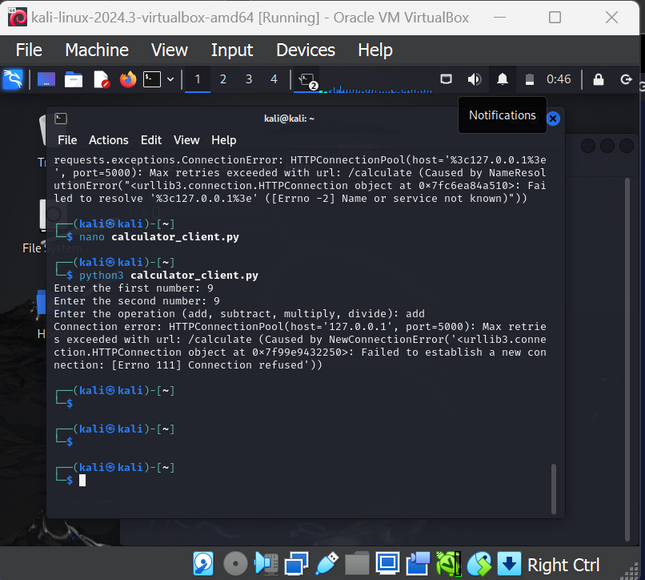 kali-linux-2024.3-virtualbox-amd64 [Running] - Oracle VM VirtualBox
File Machine View Input Devices Help
1 2 3 4 2 0:46
Notifications
kali@kali: ~
File Actions Edit View Help
requests.exceptions.ConnectionError: HTTPConnectionPool(host='%3c127.0.0.1%3e
', port=5000): Max retries exceeded with url: /calculate (Caused by NameResol
utionError("<urllib3.connection.HTTPConnection object at 0x7fc6ea84a510>: Fai
led to resolve '%3c127.0.0.1%3e' ([Errno -2] Name or service not known)"))
(kali㉿kali)-[~]
$ nano calculator_client.py
(kali㉿kali)-[~]
$ python3 calculator_client.py
Enter the first number: 9
Enter the second number: 9
Enter the operation (add, subtract, multiply, divide): add
Connection error: HTTPConnectionPool(host='127.0.0.1', port=5000): Max retrie
s exceeded with url: /calculate (Caused by NewConnectionError('<urllib3.conne
ction.HTTPConnection object at 0x7f99e9432250>: Failed to establish a new con
nection: [Errno 111] Connection refused'))
(kali㉿kali)-[~]
$
(kali㉿kali)-[~]
$
(kali㉿kali)-[~]
$
Right Ctrl